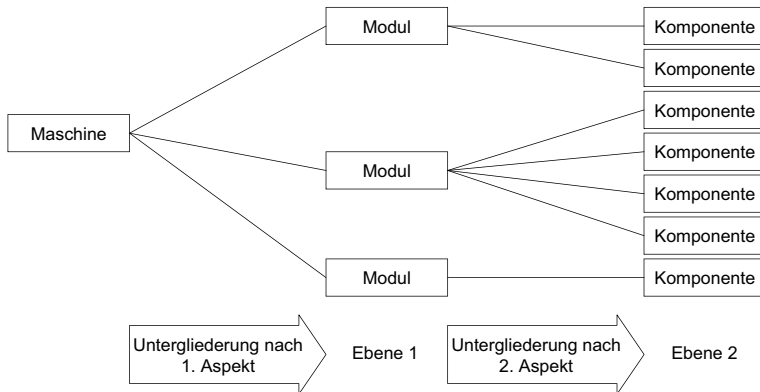 Modul
Komponente
Komponente
Komponente
Maschine
Modul
Komponente
Komponente
Komponente
Modul
Komponente
Untergliederung nach
1. Aspekt
Ebene 1
Untergliederung nach
2. Aspekt
Ebene 2